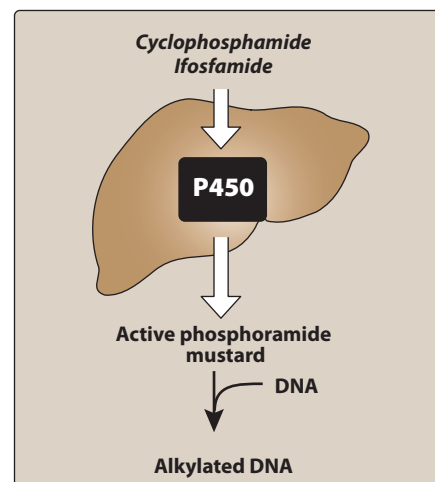 Cyclophosphamide
Ifosfamide
P450
Active phosphoramide
mustard
DNA
Alkylated DNA